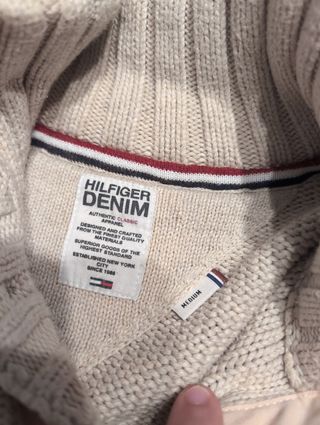 HILFIGER
DENIM
AUTHENTIC CLASSIC
APPAREL
DESIGNED AND CRAFTED
FROM THE FINEST QUALITY
MATERIALS
SUPERIOR GOODS OF THE
HIGHEST STANDARD
ESTABLISHED NEW YORK
CITY
SINCE 1985
MEDIUM